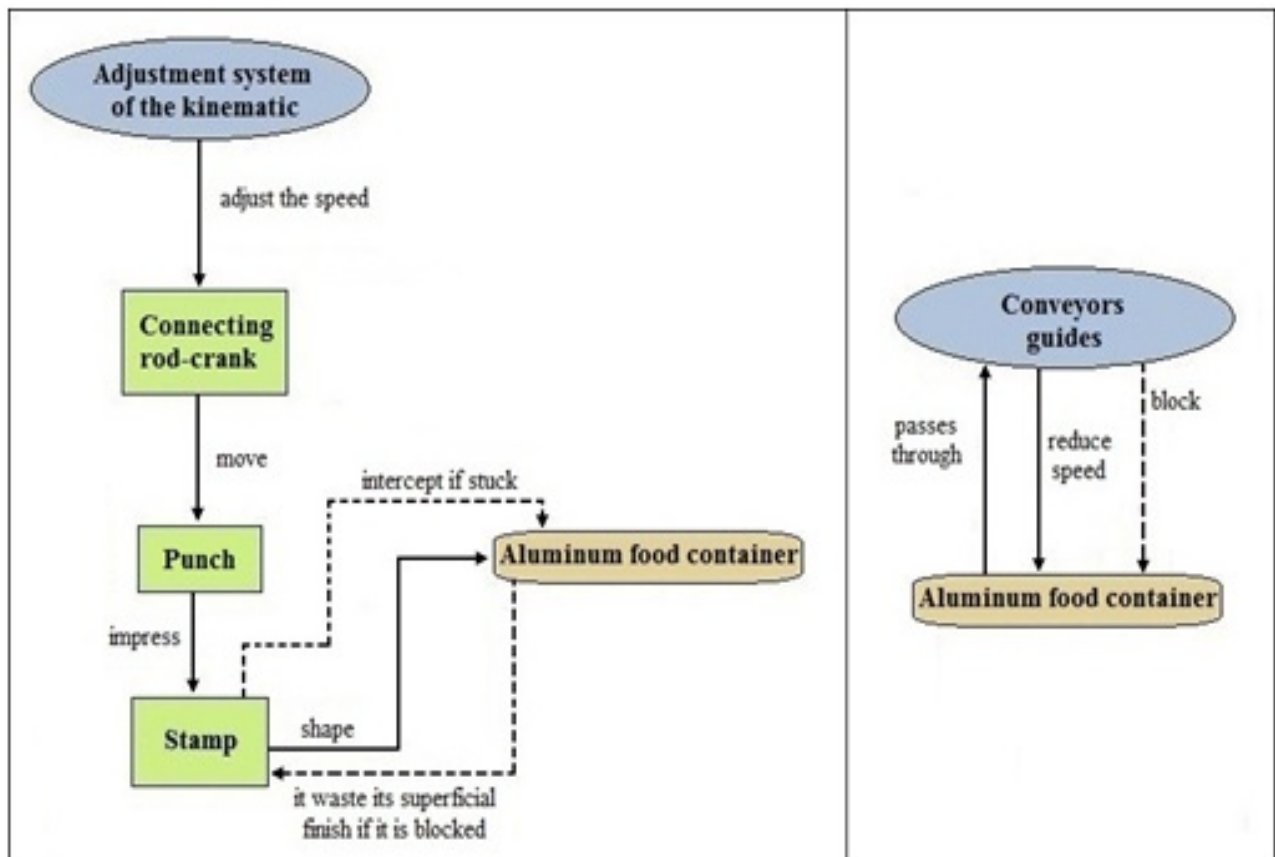 Adjustment system
of the kinematic
adjust the speed
Connecting
rod-crank
move
Punch
impress
Stamp
intercept if stuck
Aluminum food container
shape
it waste its superficial
finish if it is blocked
Conveyors
guides
passes
through
reduce
speed
block
Aluminum food container